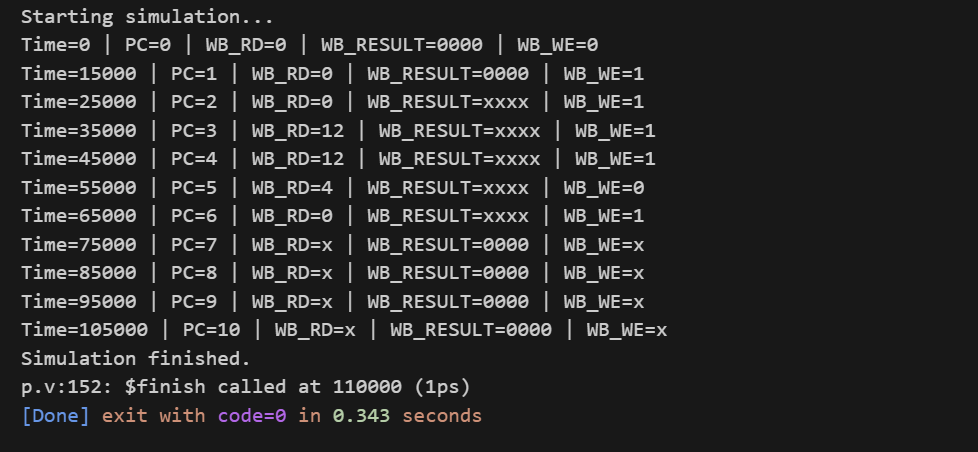 Starting simulation...
Time=0 | PC=0 | WB_RD=0 | WB_RESULT=0000 | WB_WE=0
Time=15000 | PC=1 | WB_RD=0 | WB_RESULT=0000 | WB_WE=1
Time=25000 | PC=2 | WB_RD=0 | WB_RESULT=xxxx | WB_WE=1
Time=35000 | PC=3 | WB_RD=12 | WB_RESULT=xxxx | WB_WE=1
Time=45000 | PC=4 | WB_RD=12 | WB_RESULT=xxxx | WB_WE=1
Time=55000 | PC=5 | WB_RD=4 | WB_RESULT=xxxx | WB_WE=0
Time=65000 | PC=6 | WB_RD=0 | WB_RESULT=xxxx | WB_WE=1
Time=75000 | PC=7 | WB_RD=x | WB_RESULT=0000 | WB_WE=x
Time=85000 | PC=8 | WB_RD=x | WB_RESULT=0000 | WB_WE=x
Time=95000 | PC=9 | WB_RD=x | WB_RESULT=0000 | WB_WE=x
Time=105000 | PC=10 | WB_RD=x | WB_RESULT=0000 | WB_WE=x
Simulation finished.
p.v:152: $finish called at 110000 (1ps)
[Done] exit with code=0 in 0.343 seconds